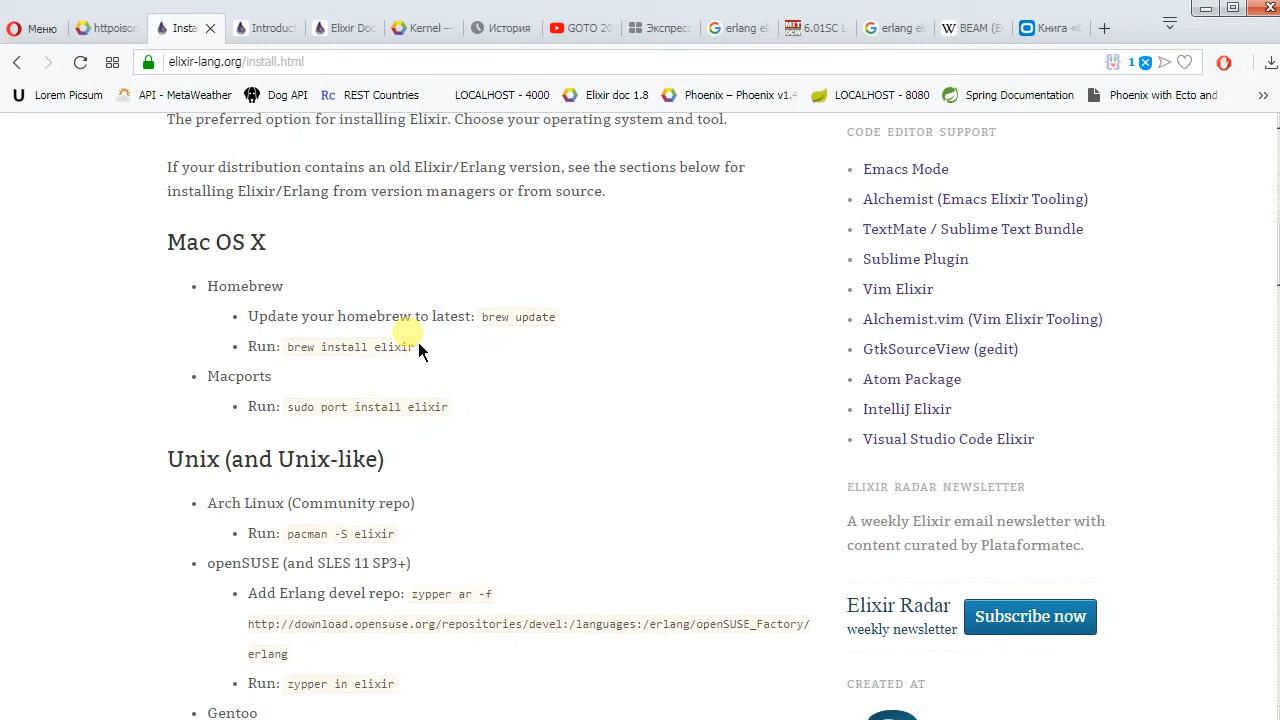 Меню
httpoiso
Insta
Introduct
Elixir Doc
Kernel —
История
GOTO 20
Экспресс
erlang eli
6.01SC L
erlang eli
BEAM (E
Книга «О
elixir-lang.org/install.html
1
Lorem Picsum
API - MetaWeather
Dog API
Rc REST Countries
LOCALHOST - 4000
Elixir doc 1.8
Phoenix – Phoenix v1.4
LOCALHOST - 8080
Spring Documentation
Phoenix with Ecto and
The preferred option for installing Elixir. Choose your operating system and tool.
If your distribution contains an old Elixir/Erlang version, see the sections below for
installing Elixir/Erlang from version managers or from source.
Mac OS X
Homebrew
Update your homebrew to latest: brew update
Run: brew install elixir
Macports
Run: sudo port install elixir
Unix (and Unix-like)
Arch Linux (Community repo)
Run: pacman -S elixir
openSUSE (and SLES 11 SP3+)
Add Erlang devel repo: zypper ar -f
http://download.opensuse.org/repositories/devel:/languages:/erlang/openSUSE_Factory/
erlang
Run: zypper in elixir
Gentoo
CODE EDITOR SUPPORT
Emacs Mode
Alchemist (Emacs Elixir Tooling)
TextMate / Sublime Text Bundle
Sublime Plugin
Vim Elixir
Alchemist.vim (Vim Elixir Tooling)
GtkSourceView (gedit)
Atom Package
IntelliJ Elixir
Visual Studio Code Elixir
ELIXIR RADAR NEWSLETTER
A weekly Elixir email newsletter with
content curated by Plataformatec.
Elixir Radar
weekly newsletter
Subscribe now
CREATED AT